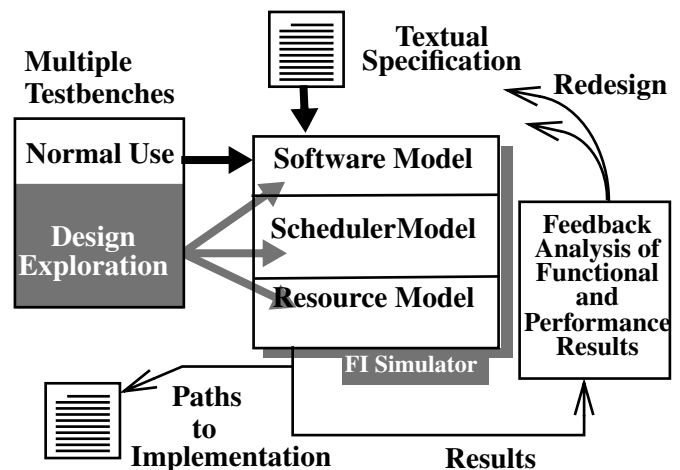 Textual
Specification
Multiple
Testbenches
Redesign
Normal Use
Software Model
Design
Exploration
SchedulerModel
Resource Model
Feedback
Analysis of
Functional
and
Performance
Results
FI Simulator
Paths
to
Implementation
Results